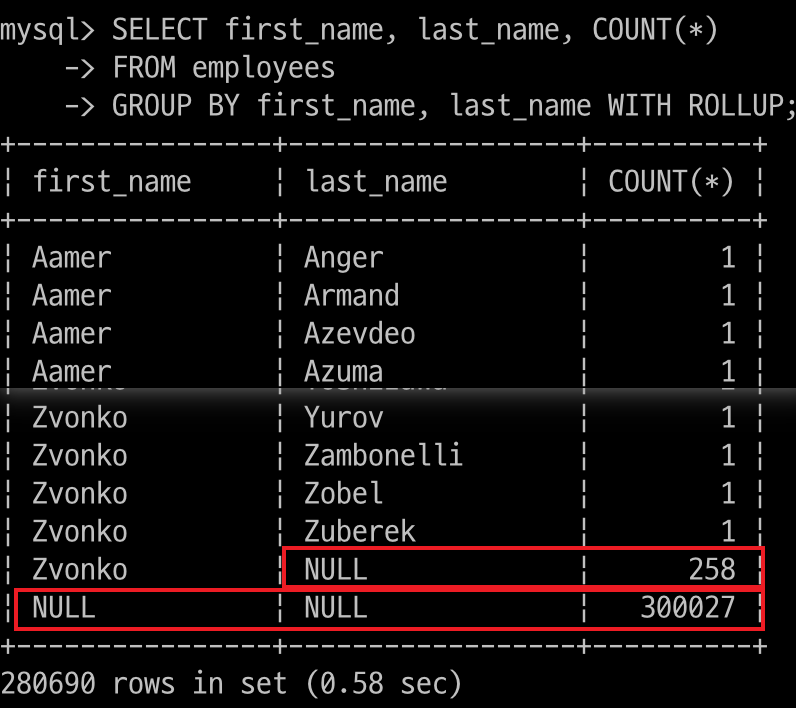 mysql> SELECT first_name, last_name, COUNT(*)
    -> FROM employees
    -> GROUP BY first_name, last_name WITH ROLLUP;
+----------------+------------------+----------+
| first_name     | last_name        | COUNT(*) |
+----------------+------------------+----------+
| Aamer          | Anger            |        1 |
| Aamer          | Armand           |        1 |
| Aamer          | Azevdeo          |        1 |
| Aamer          | Azuma            |        1 |
| Zvonko         | Yurov            |        1 |
| Zvonko         | Zambonelli       |        1 |
| Zvonko         | Zobel            |        1 |
| Zvonko         | Zuberek          |        1 |
| Zvonko         | NULL             |      258 |
| NULL           | NULL             |   300027 |
+----------------+------------------+----------+
280690 rows in set (0.58 sec)